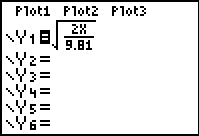 Plot1 Plot2 Plot3
\Y1=√(2X/9.81)
\Y2=
\Y3=
\Y4=
\Y5=
\Y6=